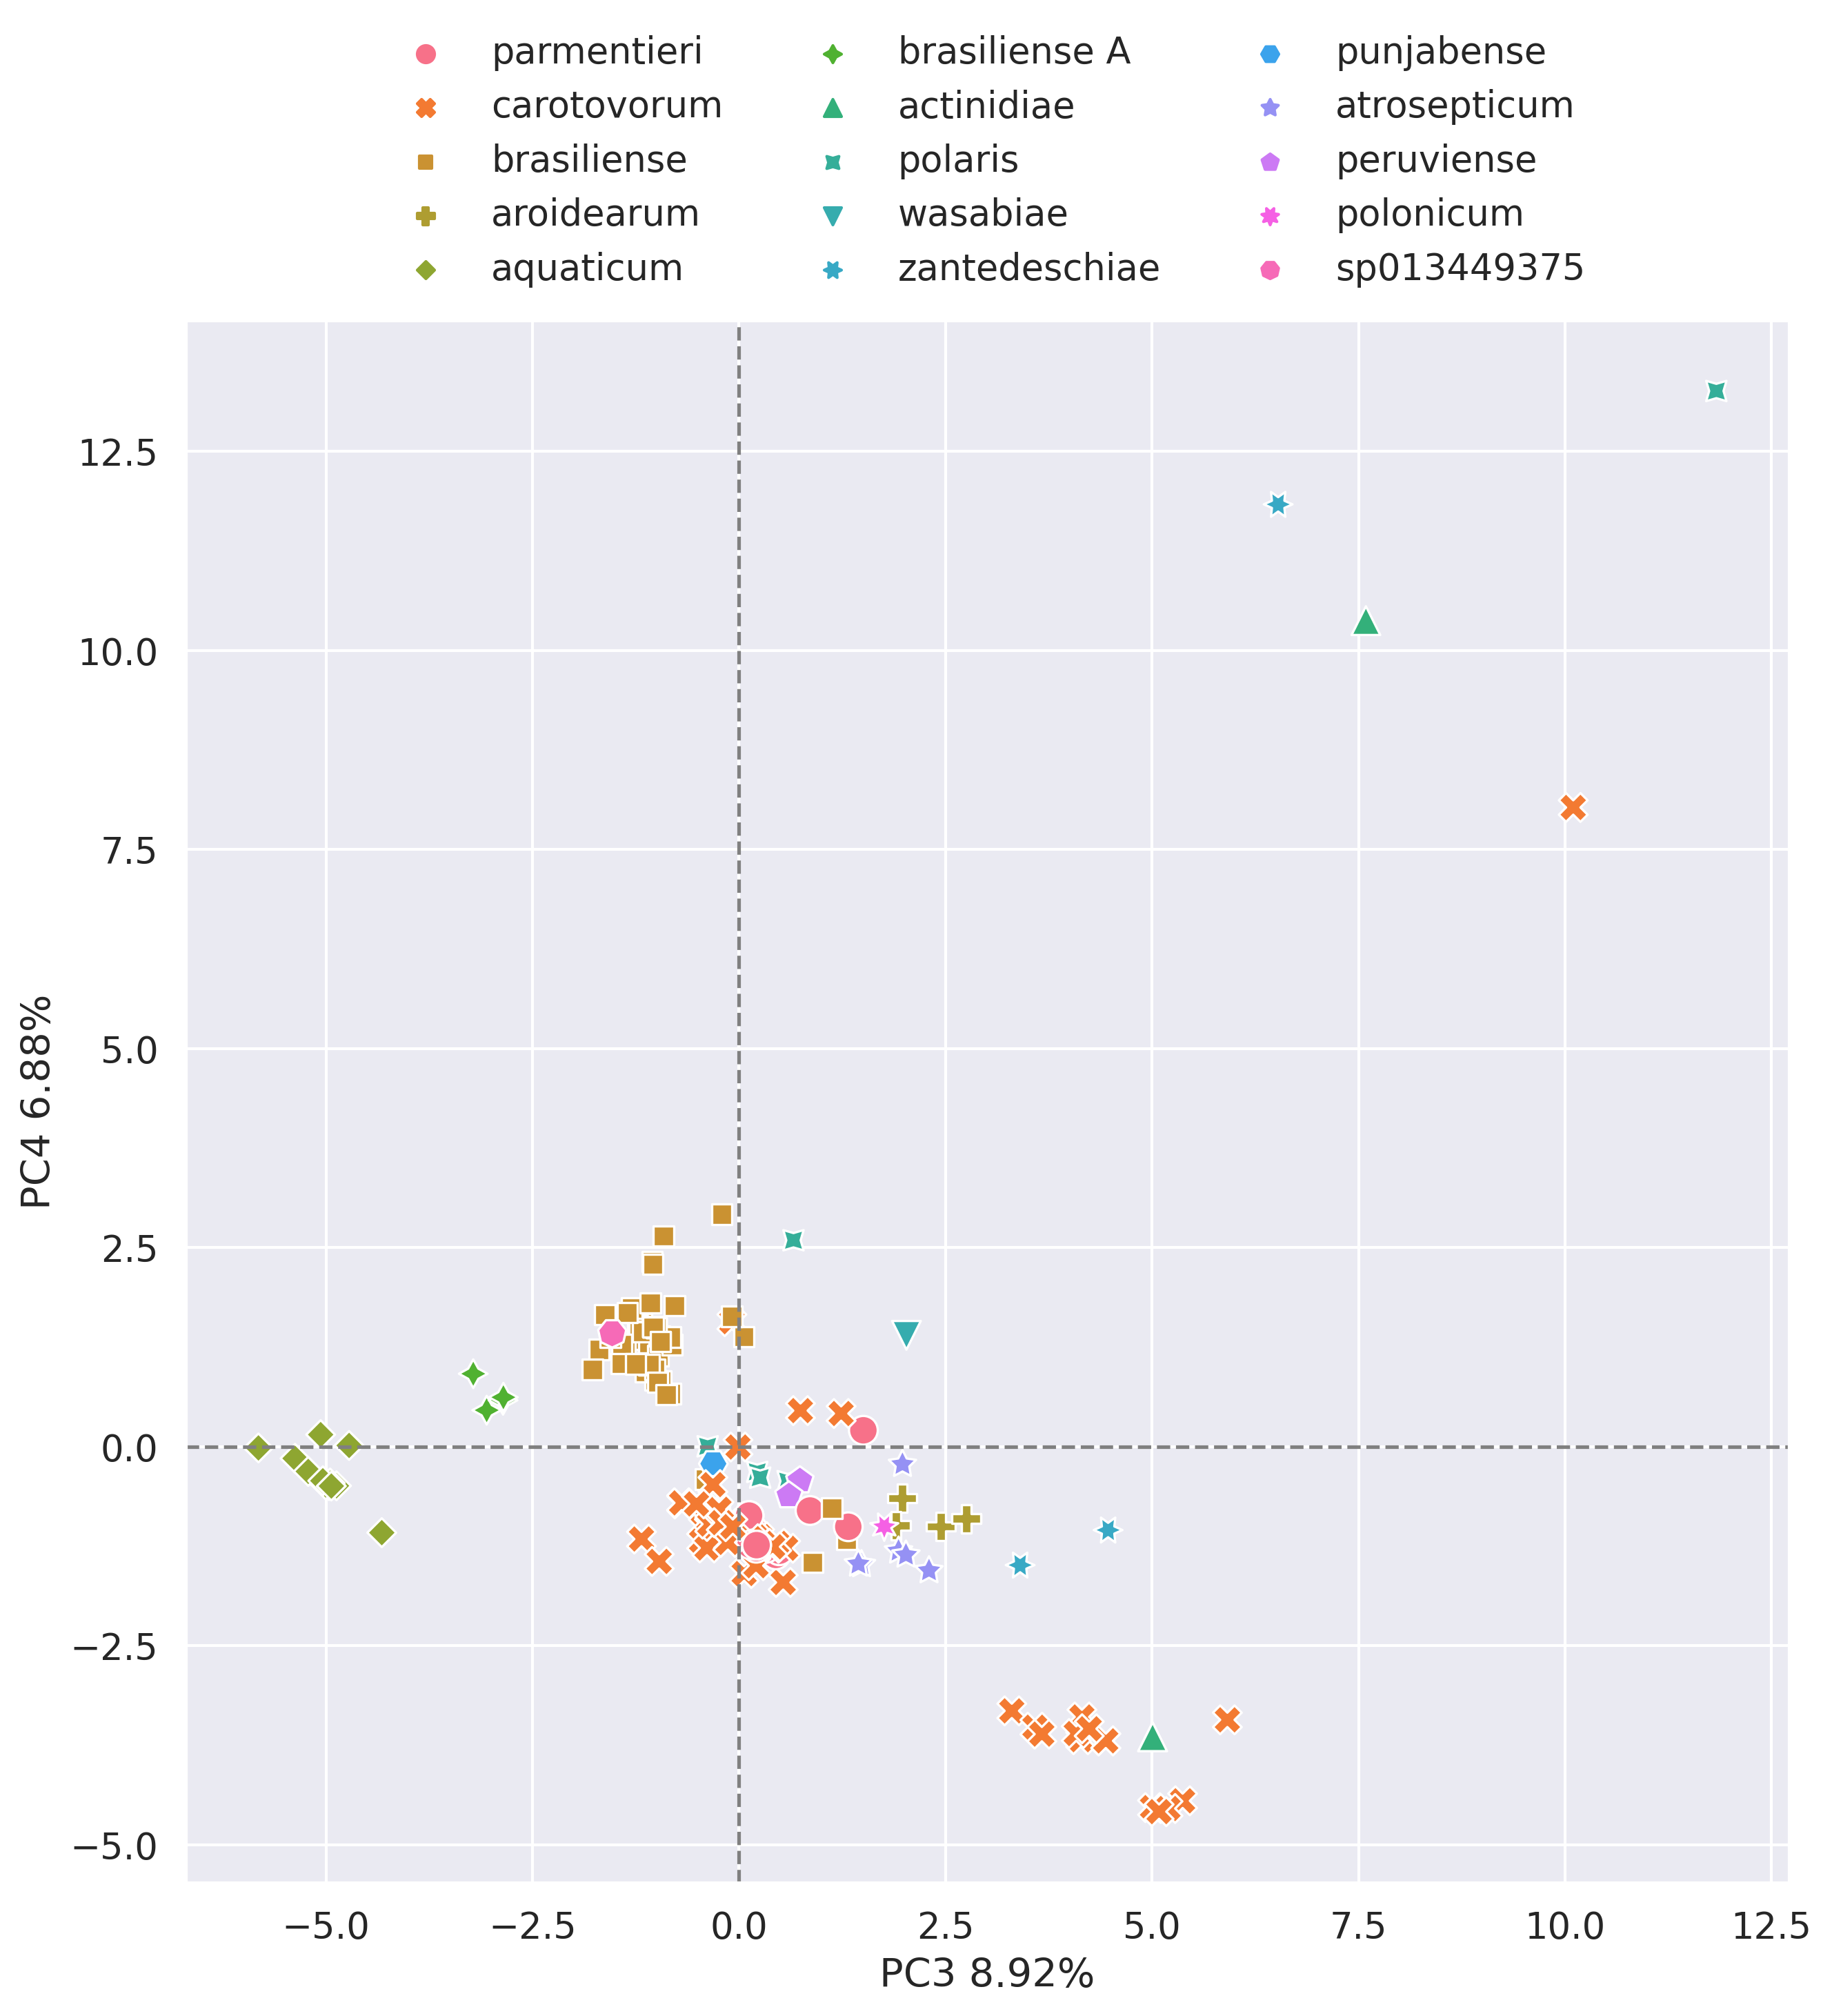 parmentieri
carotovorum
brasiliense
aroidearum
aquaticum
brasiliense A
actinidiae
polaris
wasabiae
zantedeschiae
punjabense
atrosepticum
peruviense
polonicum
sp013449375
12.5
10.0
7.5
5.0
2.5
0.0
−2.5
−5.0
PC4 6.88%
−5.0 −2.5 0.0 2.5 5.0 7.5 10.0 12.5
PC3 8.92%